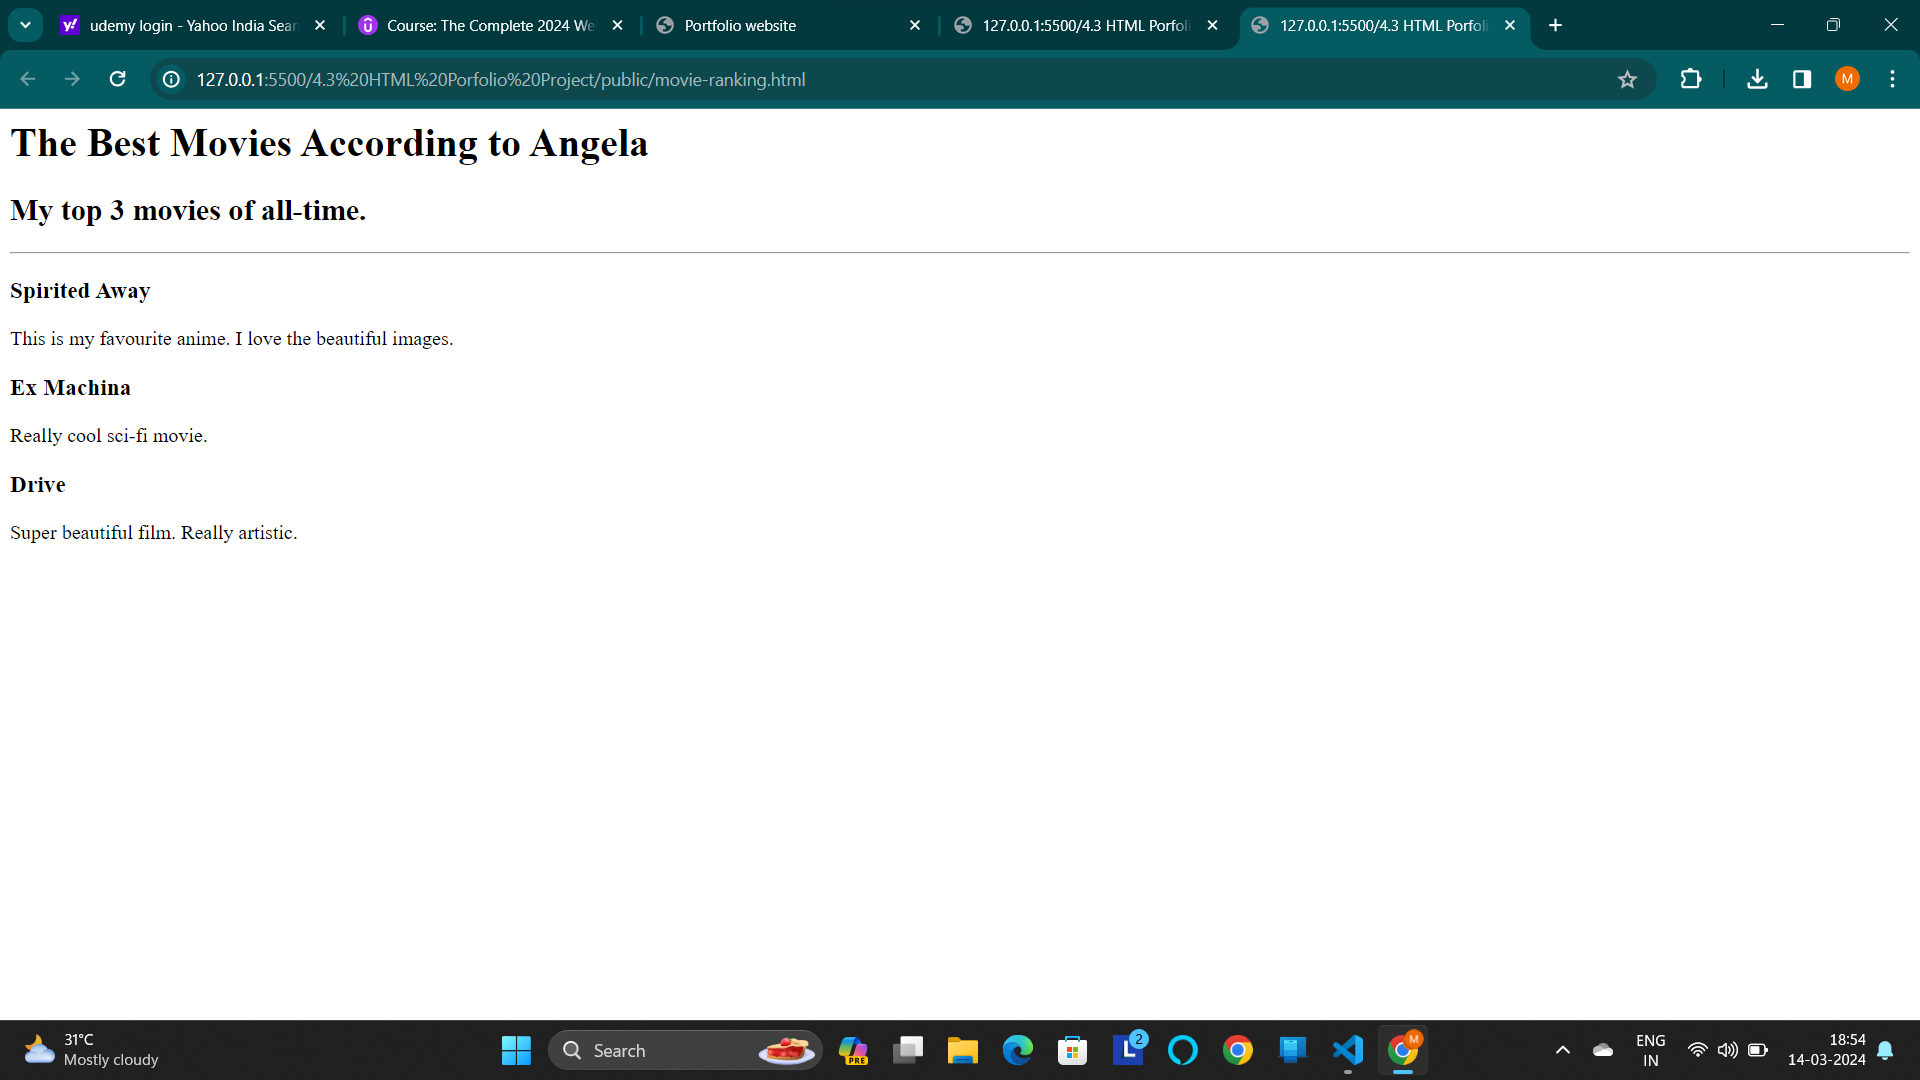 udemy login - Yahoo India Sear
Course: The Complete 2024 We
Portfolio website
127.0.0.1:5500/4.3 HTML Porfoli
127.0.0.1:5500/4.3 HTML Porfoli
127.0.0.1:5500/4.3%20HTML%20Porfolio%20Project/public/movie-ranking.html
M
The Best Movies According to Angela
My top 3 movies of all-time.
Spirited Away
This is my favourite anime. I love the beautiful images.
Ex Machina
Really cool sci-fi movie.
Drive
Super beautiful film. Really artistic.
31°C
Mostly cloudy
Search
PRE
L
2
M
ENG
IN
18:54
14-03-2024